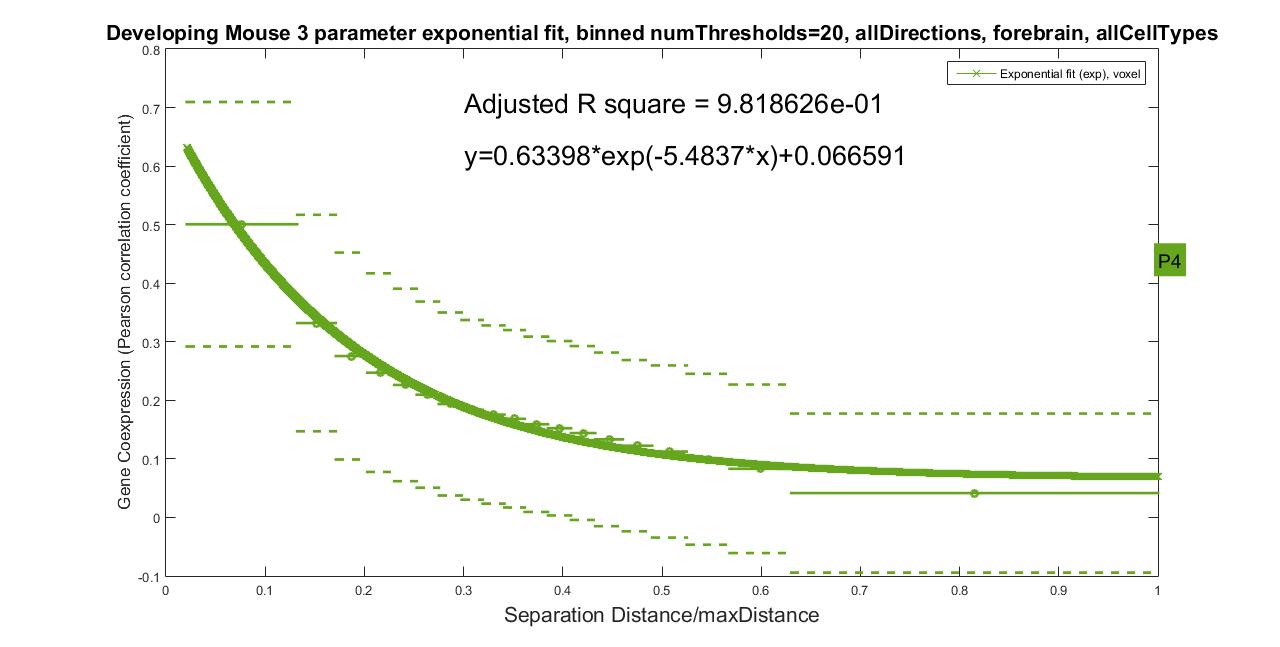 Developing Mouse 3 parameter exponential fit, binned numThresholds=20, allDirections, forebrain, allCellTypes
Exponential fit (exp), voxel
Adjusted R square = 9.818626e-01
y=0.63398*exp(-5.4837*x)+0.066591
P4
Gene Coexpression (Pearson correlation coefficient)
0.8
0.7
0.6
0.5
0.4
0.3
0.2
0.1
0
-0.1
0 0.1 0.2 0.3 0.4 0.5 0.6 0.7 0.8 0.9 1
Separation Distance/maxDistance